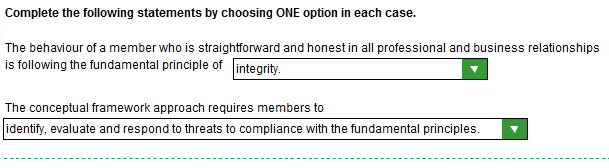 Complete the following statements by choosing ONE option in each case.
The behaviour of a member who is straightforward and honest in all professional and business relationships
is following the fundamental principle of integrity.
The conceptual framework approach requires members to
identify, evaluate and respond to threats to compliance with the fundamental principles.